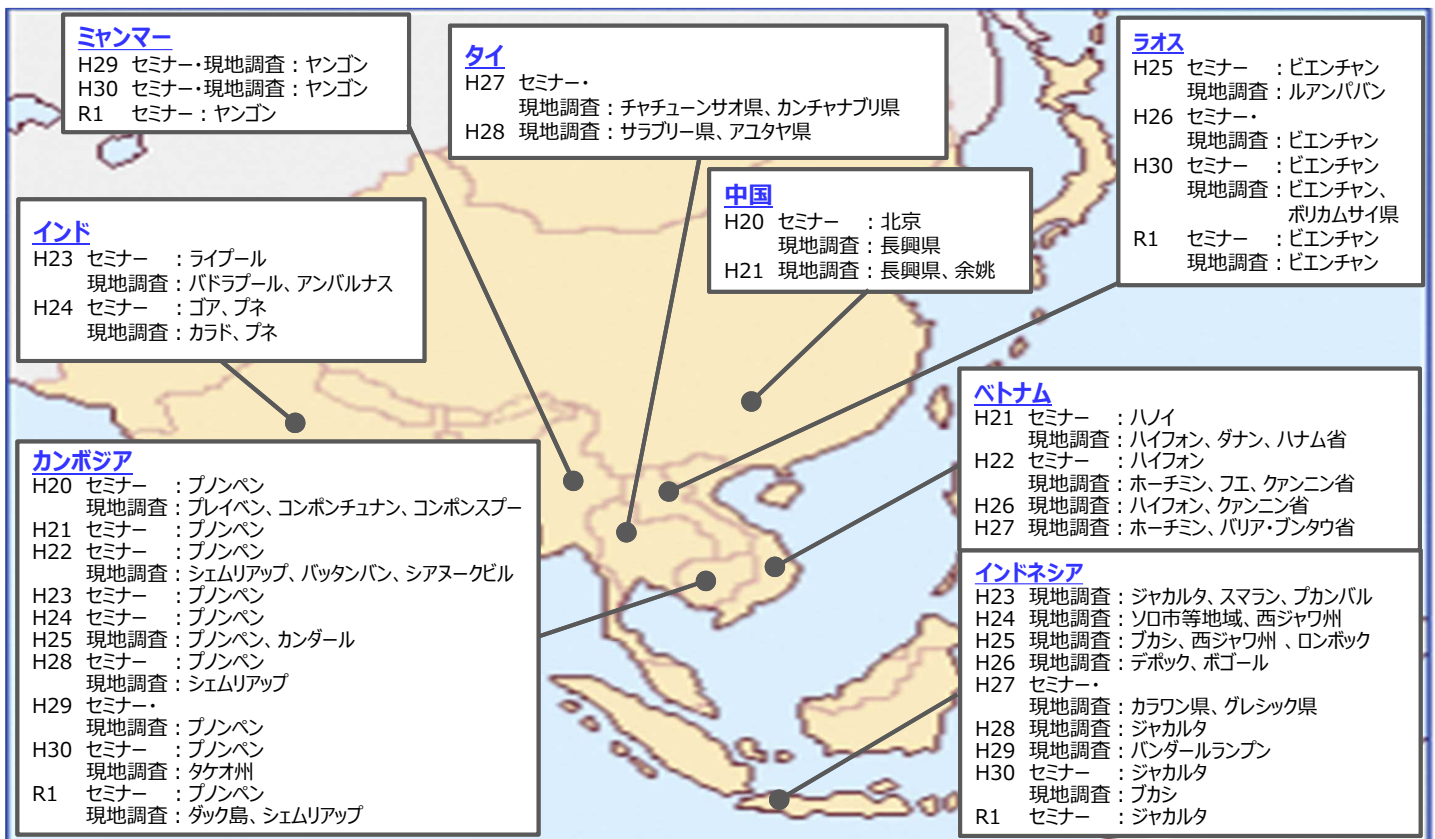 ミャンマー
H29 セミナー・現地調査：ヤンゴン
H30 セミナー・現地調査：ヤンゴン
R1 セミナー：ヤンゴン
タイ
H27 セミナー・
現地調査：チャチューンサオ県、カンチャナブリ県
H28 現地調査：サラブリー県、アユタヤ県
ラオス
H25 セミナー ：ビエンチャン
現地調査：ルアンパバン
H26 セミナー・
現地調査：ビエンチャン
H30 セミナー ：ビエンチャン
現地調査：ビエンチャン、
ボリカムサイ県
R1 セミナー ：ビエンチャン
現地調査：ビエンチャン
中国
H20 セミナー ：北京
現地調査：長興県
H21 現地調査：長興県、余姚
インド
H23 セミナー ：ライプール
現地調査：バドラプール、アンバルナス
H24 セミナー ：ゴア、プネ
現地調査：カラド、プネ
ベトナム
H21 セミナー ：ハノイ
現地調査：ハイフォン、ダナン、ハナム省
H22 セミナー ：ハイフォン
現地調査：ホーチミン、フエ、クァンニン省
H26 現地調査：ハイフォン、クァンニン省
H27 現地調査：ホーチミン、バリア・ブンタウ省
カンボジア
H20 セミナー ：プノンペン
現地調査：プレイベン、コンポンチュナン、コンポンスプー
H21 セミナー ：プノンペン
H22 セミナー ：プノンペン
現地調査：シェムリアップ、バッタンバン、シアヌークビル
H23 セミナー ：プノンペン
H24 セミナー ：プノンペン
H25 現地調査：プノンペン、カンダール
H28 セミナー ：プノンペン
現地調査：シェムリアップ
H29 セミナー・
現地調査：プノンペン
H30 セミナー ：プノンペン
現地調査：タケオ州
R1 セミナー ：プノンペン
現地調査：ダック島、シェムリアップ
インドネシア
H23 現地調査：ジャカルタ、スマラン、プカンバル
H24 現地調査：ソロ市等地域、西ジャワ州
H25 現地調査：ブカシ、西ジャワ州 、ロンボック
H26 現地調査：デポック、ボゴール
H27 セミナー・
現地調査：カラワン県、グレシック県
H28 現地調査：ジャカルタ
H29 現地調査：バンダールランプン
H30 セミナー ：ジャカルタ
現地調査：ブカシ
R1 セミナー ：ジャカルタ